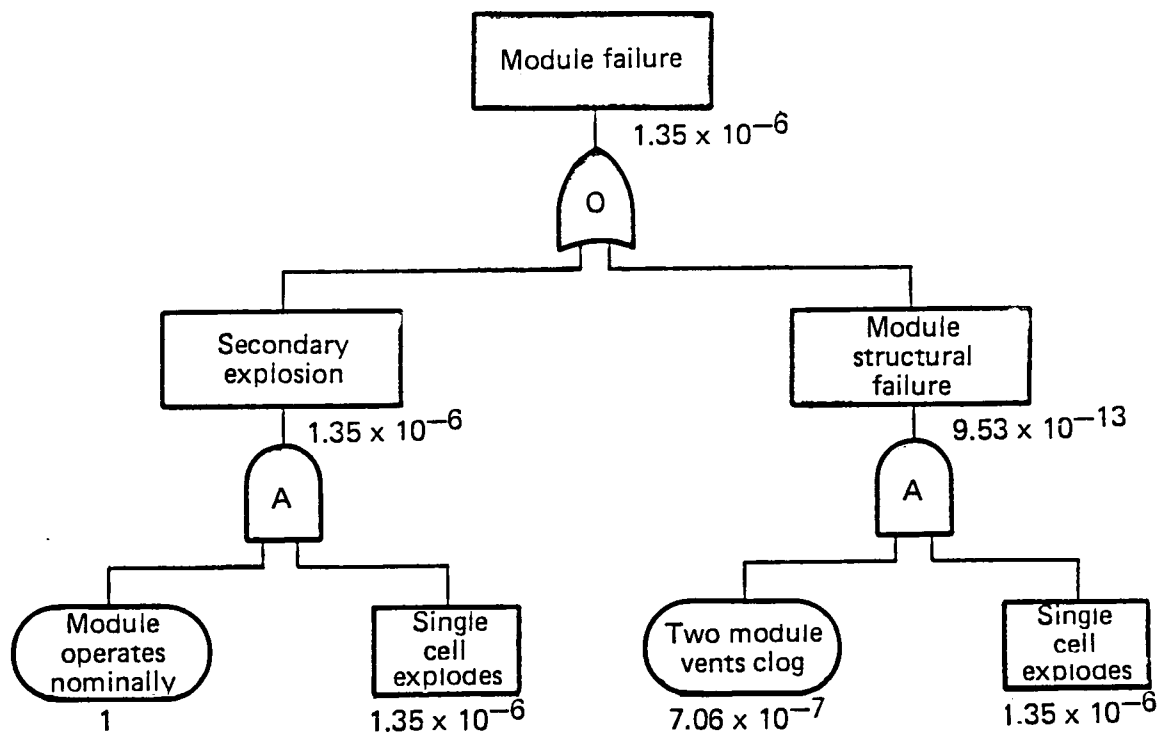 Module failure
1.35 x 10−6
O
Secondary
explosion
1.35 x 10−6
Module
structural
failure
9.53 x 10−13
A
A
Module
operates
nominally
1
Single
cell
explodes
1.35 x 10−6
Two module
vents clog
7.06 x 10−7
Single
cell
explodes
1.35 x 10−6